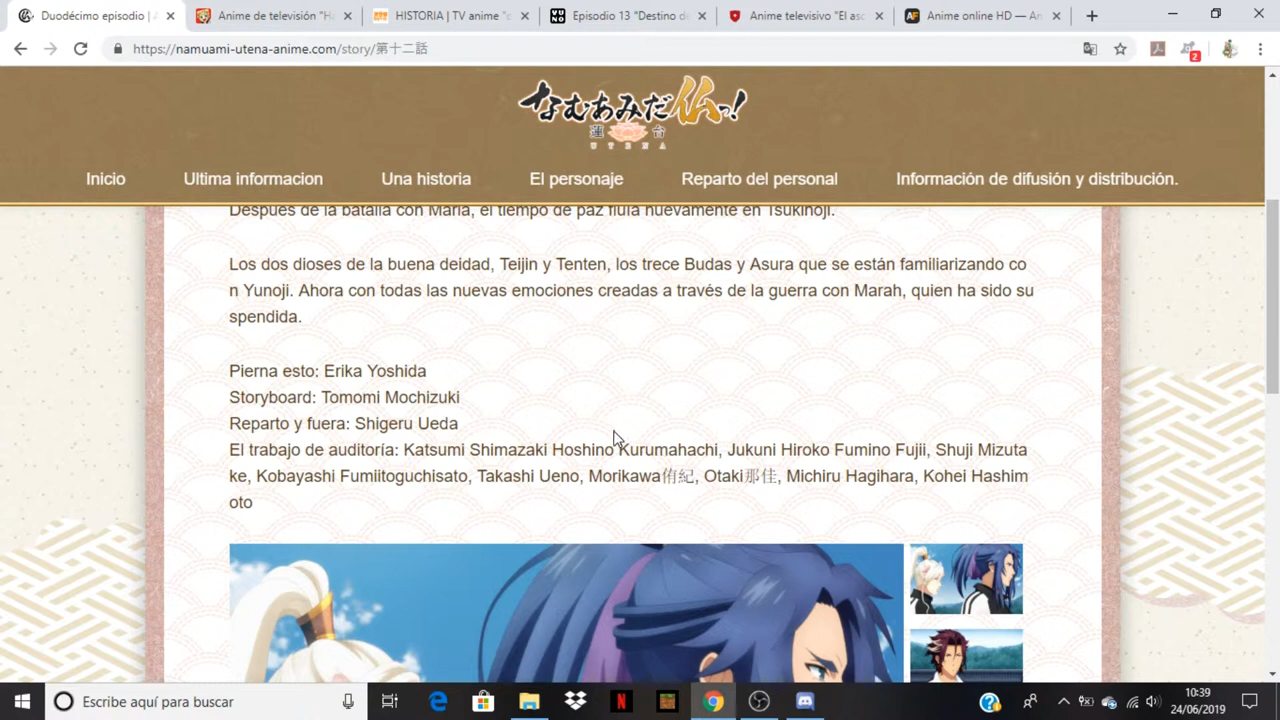 Duodécimo episodio | A
Anime de televisión "Ha
HISTORIA | TV anime "c
Episodio 13 "Destino de
Anime televisivo "El asc
Anime online HD — An
https://namuami-utena-anime.com/story/第十二話
2
なむあみだ仏っ!
蓮台
UTENA
Inicio
Ultima informacion
Una historia
El personaje
Reparto del personal
Información de difusión y distribución.
Después de la batalla con Maria, el tiempo de paz fluía nuevamente en Tsukinoji.
Los dos dioses de la buena deidad, Teijin y Tenten, los trece Budas y Asura que se están familiarizando co
n Yunoji. Ahora con todas las nuevas emociones creadas a través de la guerra con Marah, quien ha sido su
spendida.
Pierna esto: Erika Yoshida
Storyboard: Tomomi Mochizuki
Reparto y fuera: Shigeru Ueda
El trabajo de auditoría: Katsumi Shimazaki Hoshino Kurumahachi, Jukuni Hiroko Fumino Fujii, Shuji Mizuta
ke, Kobayashi Fumiitoguchisato, Takashi Ueno, Morikawa侑紀, Otaki那佳, Michiru Hagihara, Kohei Hashim
oto
Escribe aquí para buscar
10:39
24/06/2019